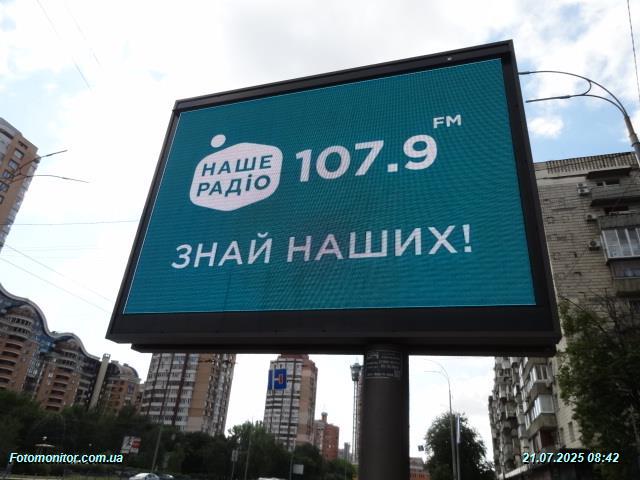 НАШЕ
РАДІО
107.9 FM
ЗНАЙ НАШИХ!
Fotomonitor.com.ua
21.07.2025 08:42